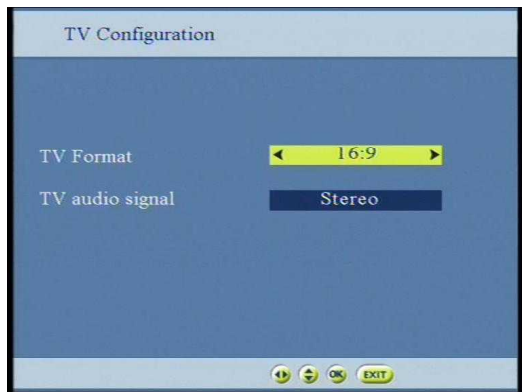 TV Configuration
TV Format
16:9
TV audio signal
Stereo
OK
EXIT